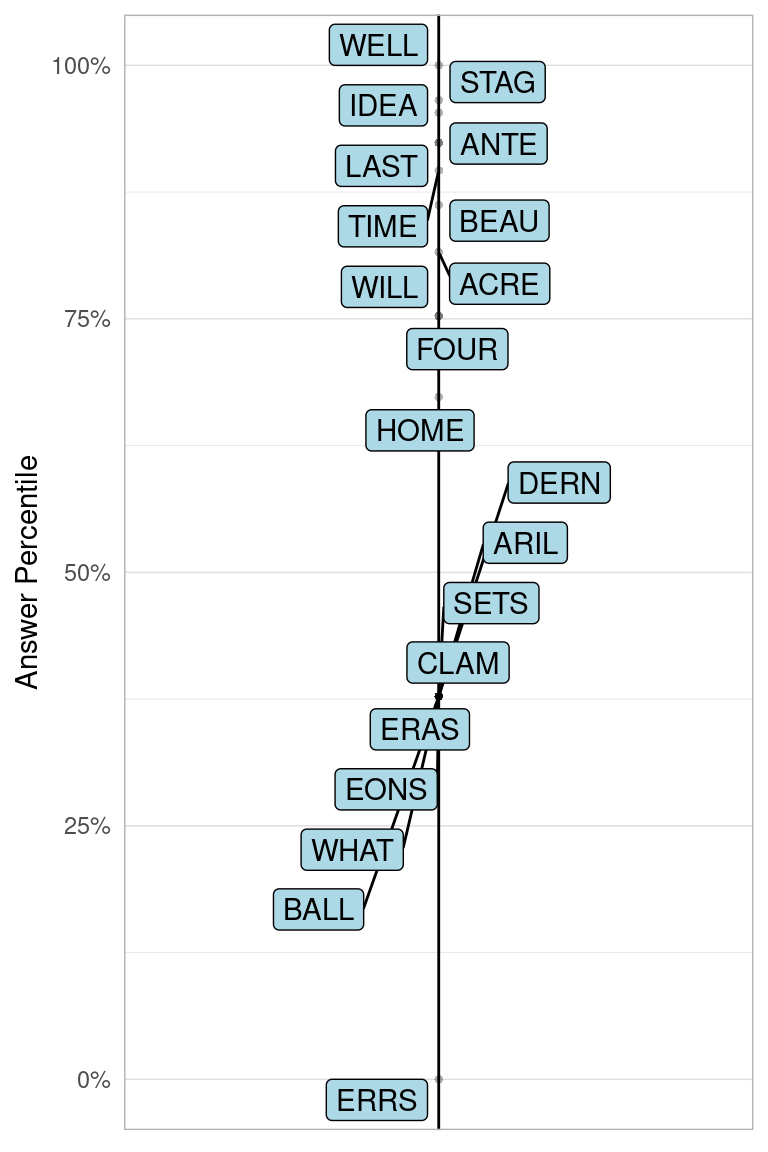 WELL
100%
STAG
IDEA
ANTE
LAST
TIME
BEAU
WILL
ACRE
75%
FOUR
HOME
DERN
ARIL
50%
SETS
CLAM
Answer Percentile
ERAS
EONS
25%
WHAT
BALL
0%
ERRS